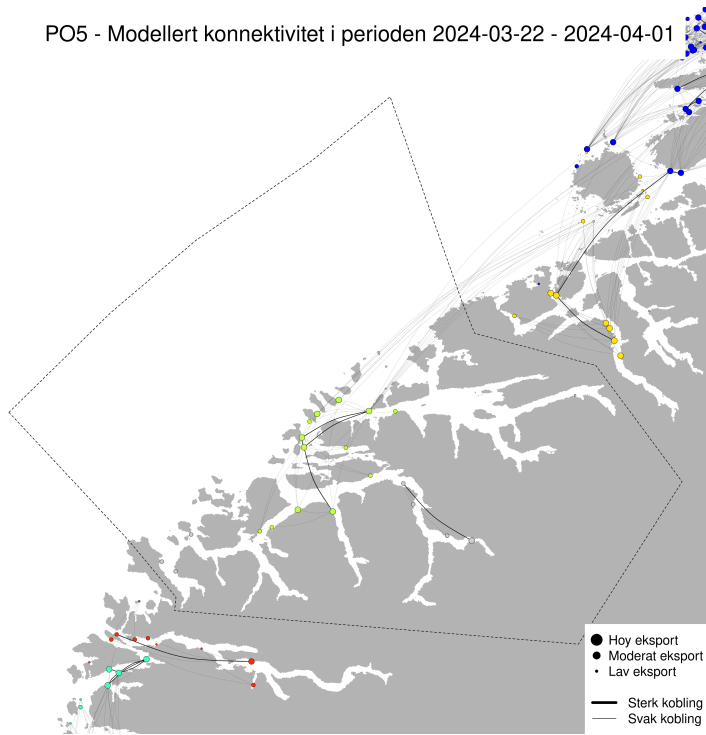 PO5 - Modellert konnektivitet i perioden 2024-03-22 - 2024-04-01
Hoy eksport
Moderat eksport
Lav eksport
Sterk kobling
Svak kobling